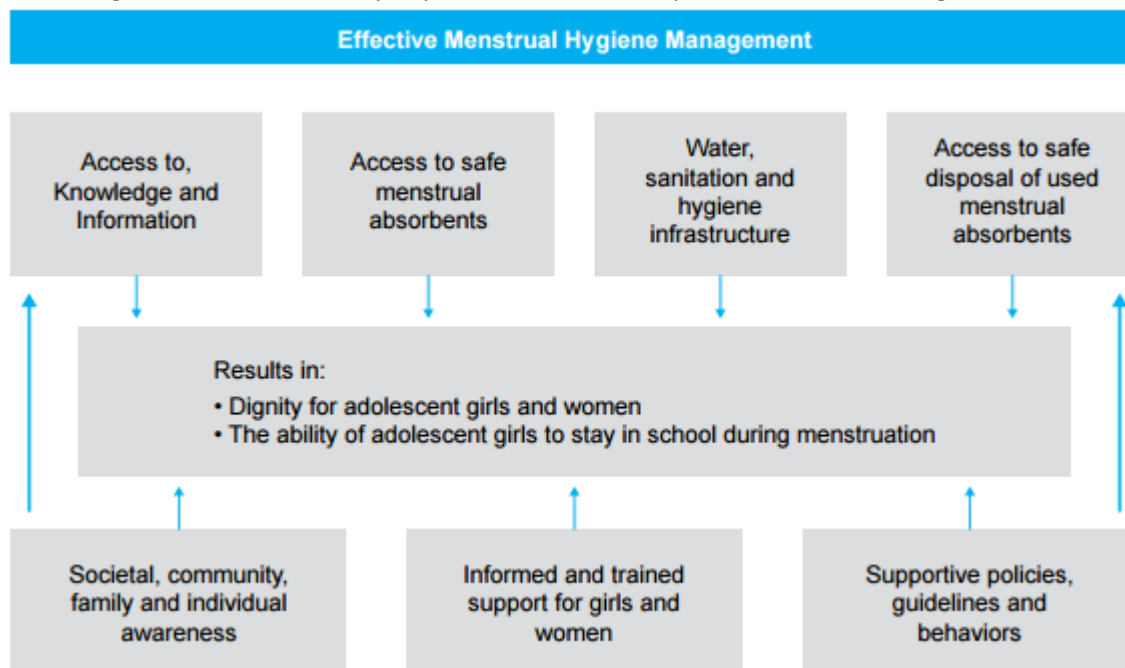 Effective Menstrual Hygiene Management
Access to,
Knowledge and
Information
Access to safe
menstrual
absorbents
Water,
sanitation and
hygiene
infrastructure
Access to safe
disposal of used
menstrual
absorbents
Results in:
• Dignity for adolescent girls and women
• The ability of adolescent girls to stay in school during menstruation
Societal, community,
family and individual
awareness
Informed and trained
support for girls and
women
Supportive policies,
guidelines and
behaviors